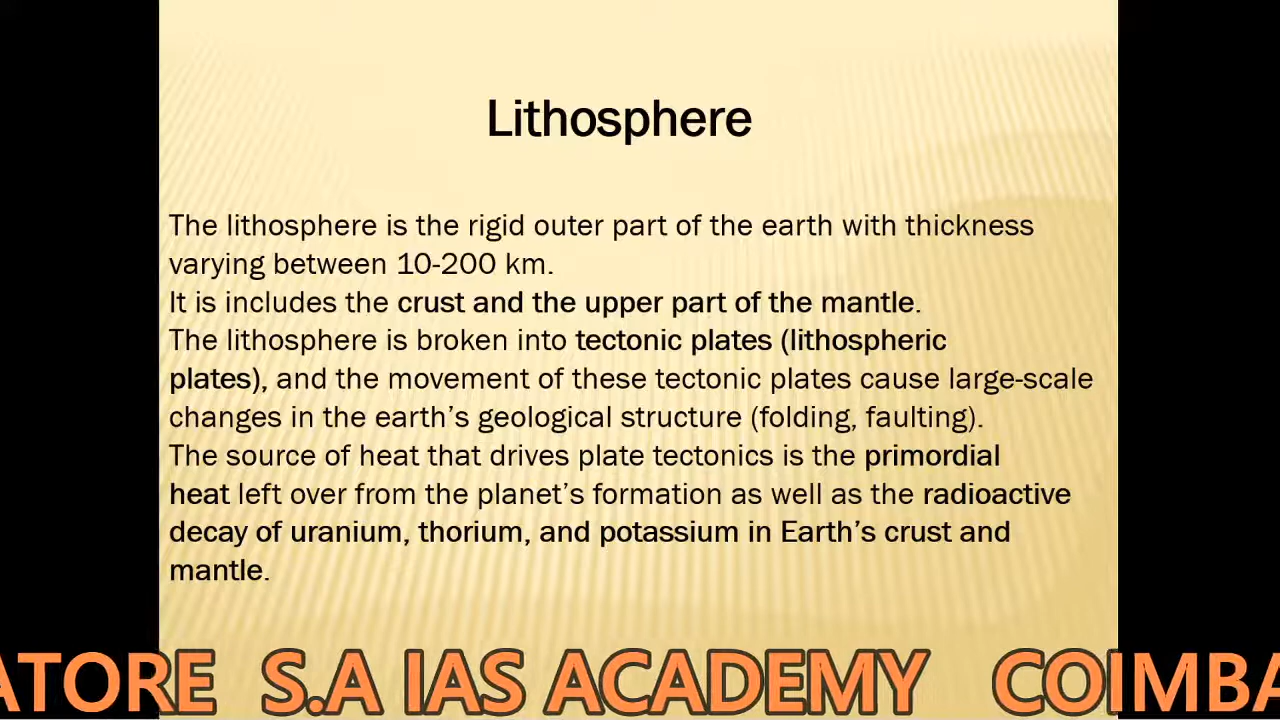 Lithosphere
The lithosphere is the rigid outer part of the earth with thickness
varying between 10-200 km.
It is includes the crust and the upper part of the mantle.
The lithosphere is broken into tectonic plates (lithospheric
plates), and the movement of these tectonic plates cause large-scale
changes in the earth’s geological structure (folding, faulting).
The source of heat that drives plate tectonics is the primordial
heat left over from the planet’s formation as well as the radioactive
decay of uranium, thorium, and potassium in Earth’s crust and
mantle.
ATORE S.A IAS ACADEMY COIMBA